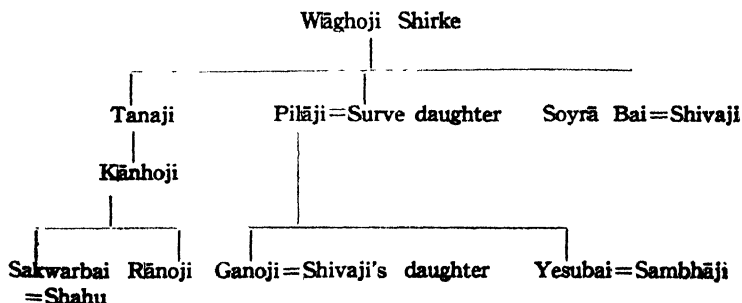 Wāghoji Shirke
Tanaji Pilāji=Surve daughter Soyrā Bai=Shivaji
Kānhoji
Sakwarbai Rānoji Ganoji=Shivaji's daughter Yesubai=Sambhāji
=Shahu